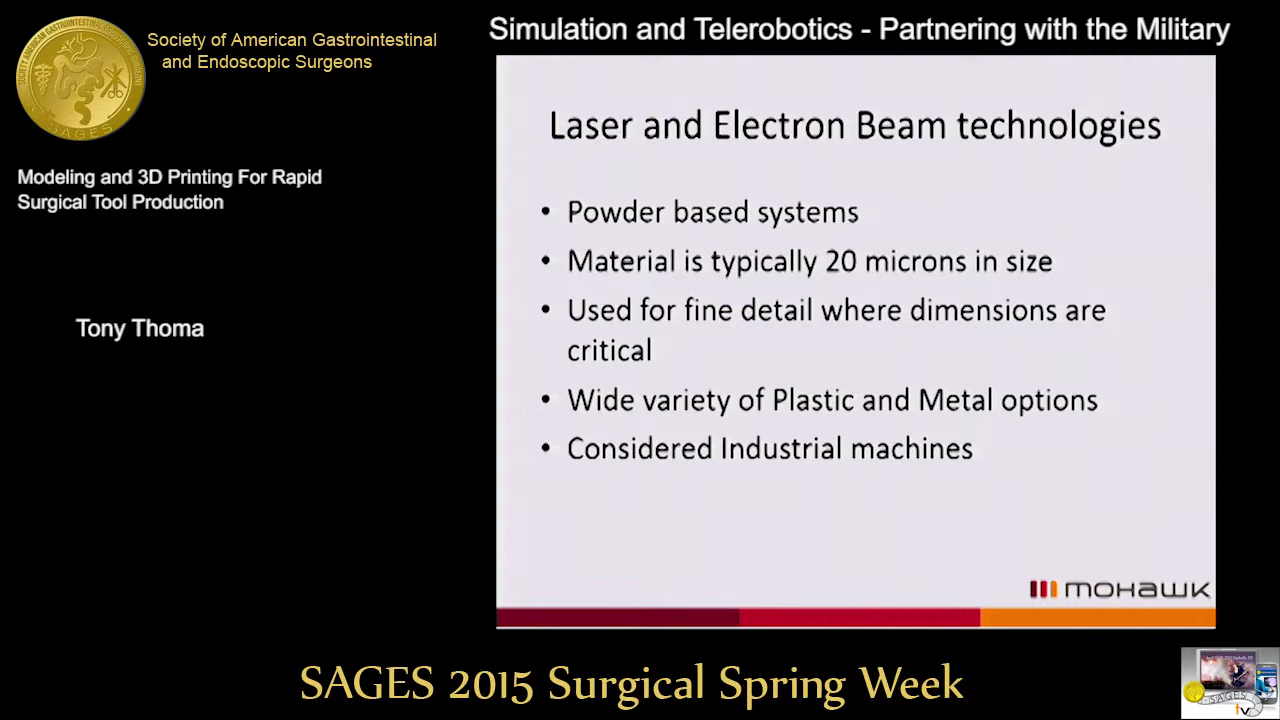 Society of American Gastrointestinal
and Endoscopic Surgeons
SAGES
Simulation and Telerobotics - Partnering with the Military
Modeling and 3D Printing For Rapid
Surgical Tool Production
Tony Thoma
Laser and Electron Beam technologies
• Powder based systems
• Material is typically 20 microns in size
• Used for fine detail where dimensions are
critical
• Wide variety of Plastic and Metal options
• Considered Industrial machines
MOHAWK
SAGES 2015 Surgical Spring Week
SAGES
tv